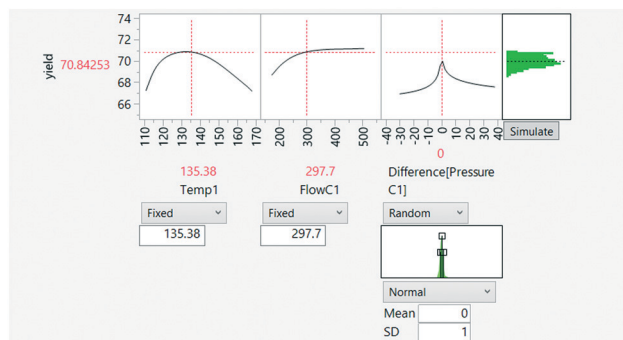 74
72
70
68
66
yield
70.84253
110
120
130
140
150
160
170
200
300
400
500
-40
-30
-20
-10
0
10
20
30
40
Simulate
135.38
297.7
0
Temp1
FlowC1
Difference[Pressure
C1]
Fixed
Fixed
Random
135.38
297.7
Normal
Mean 0
SD 1